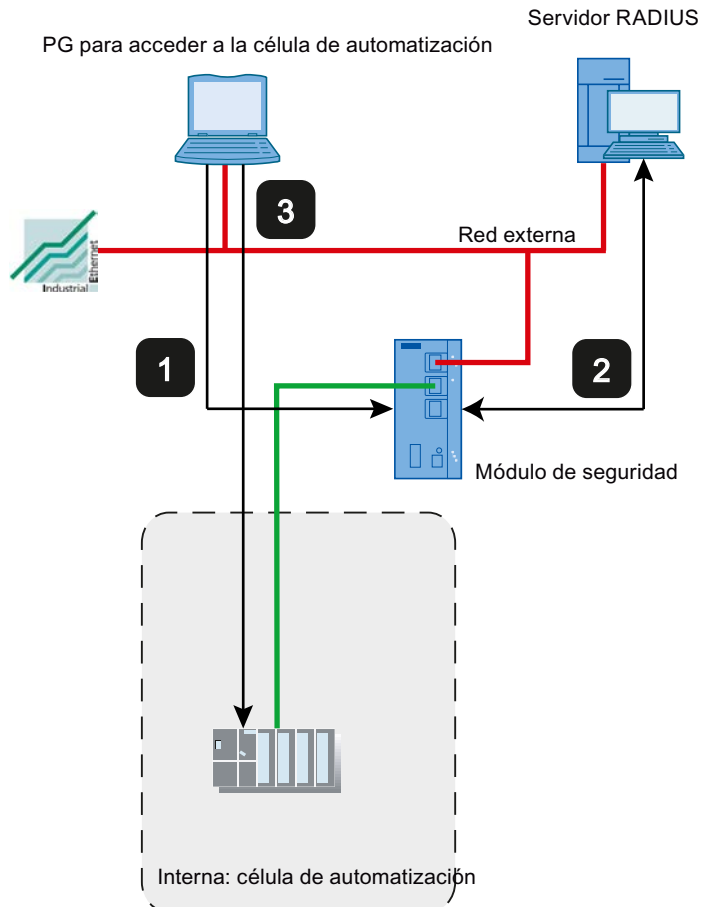 Servidor RADIUS
PG para acceder a la célula de automatización
3
Red externa
Industrial
Ethernet
1
2
Módulo de seguridad
Interna: célula de automatización